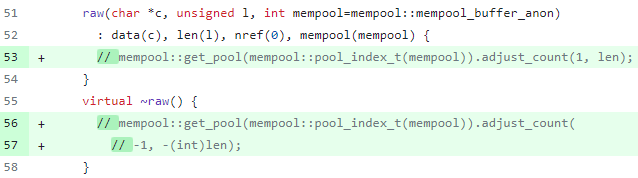 51 raw(char *c, unsigned l, int mempool=mempool::mempool_buffer_anon)
52 : data(c), len(l), nref(0), mempool(mempool) {
53 + // mempool::get_pool(mempool::pool_index_t(mempool)).adjust_count(1, len);
54 }
55 virtual ~raw() {
56 + // mempool::get_pool(mempool::pool_index_t(mempool)).adjust_count(
57 + // -1, -(int)len);
58 }